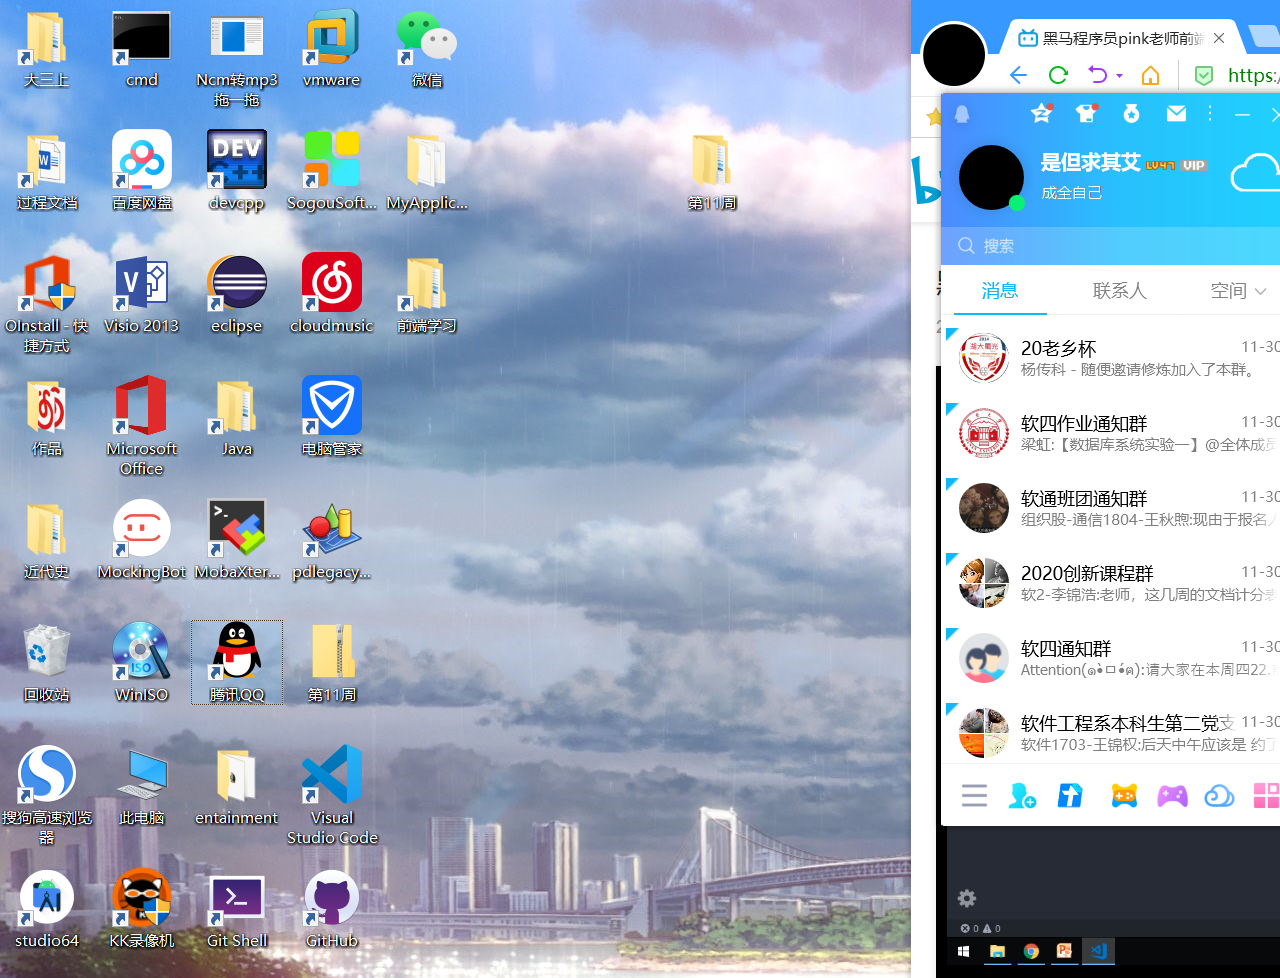 大三上
cmd
Ncm转mp3
拖一拖
vmware
微信
过程文档
百度网盘
DEV
C++
devcpp
SogouSoft...
MyApplic...
第11周
OInstall - 快
捷方式
Visio 2013
eclipse
cloudmusic
前端学习
作品
Microsoft
Office
Java
电脑管家
近代史
MockingBot
MobaXter...
pdlegacy...
回收站
ISO
WinISO
腾讯QQ
第11周
搜狗高速浏览
器
此电脑
entainment
Visual
Studio Code
studio64
KK录像机
Git Shell
GitHub
黑马程序员pink老师前端
https:/
是但求其艾 LV47 VIP
成全自己
搜索
消息
联系人
空间
20老乡杯 11-30
杨传科 - 随便邀请修炼加入了本群。
软四作业通知群 11-30
梁虹:【数据库系统实验一】@全体成员
软通班团通知群 11-30
组织股-通信1804-王秋煦:现由于报名人
2020创新课程群 11-30
软2-李锦浩:老师，这几周的文档计分表
软四通知群 11-30
Attention(๑•̀ㅁ•́ฅ):请大家在本周四22.
软件工程系本科生第二党支 11-30
软件1703-王锦权:后天中午应该是 约了
0 0